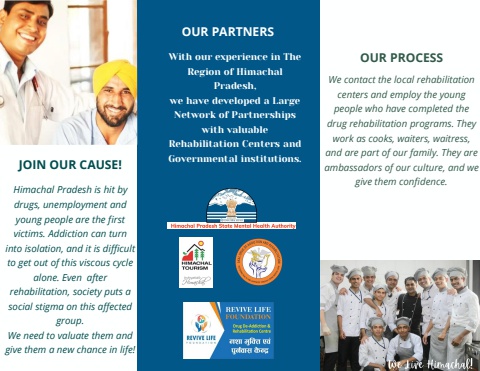 JOIN OUR CAUSE!
Himachal Pradesh is hit by
drugs, unemployment and
young people are the first
victims. Addiction can turn
into isolation, and it is difficult
to get out of this viscous cycle
alone. Even after
rehabilitation, society puts a
social stigma on this affected
group.
We need to valuate them and
give them a new chance in life!
OUR PARTNERS
With our experience in The
Region of Himachal
Pradesh,
we have developed a Large
Network of Partnerships
with valuable
Rehabilitation Centers and
Governmental institutions.
Himachal Pradesh State Mental Health Authority
HIMACHAL
TOURISM
Himachal
REVIVE LIFE
FOUNDATION
REVIVE LIFE
FOUNDATION
Drug De-Addiction &
Rehabilitation Centre
नशा मुक्ति एवं
पुर्नवास केन्द्र
OUR PROCESS
We contact the local rehabilitation
centers and employ the young
people who have completed the
drug rehabilitation programs. They
work as cooks, waiters, waitress,
and are part of our family. They are
ambassadors of our culture, and we
give them confidence.
We Live Himachal!